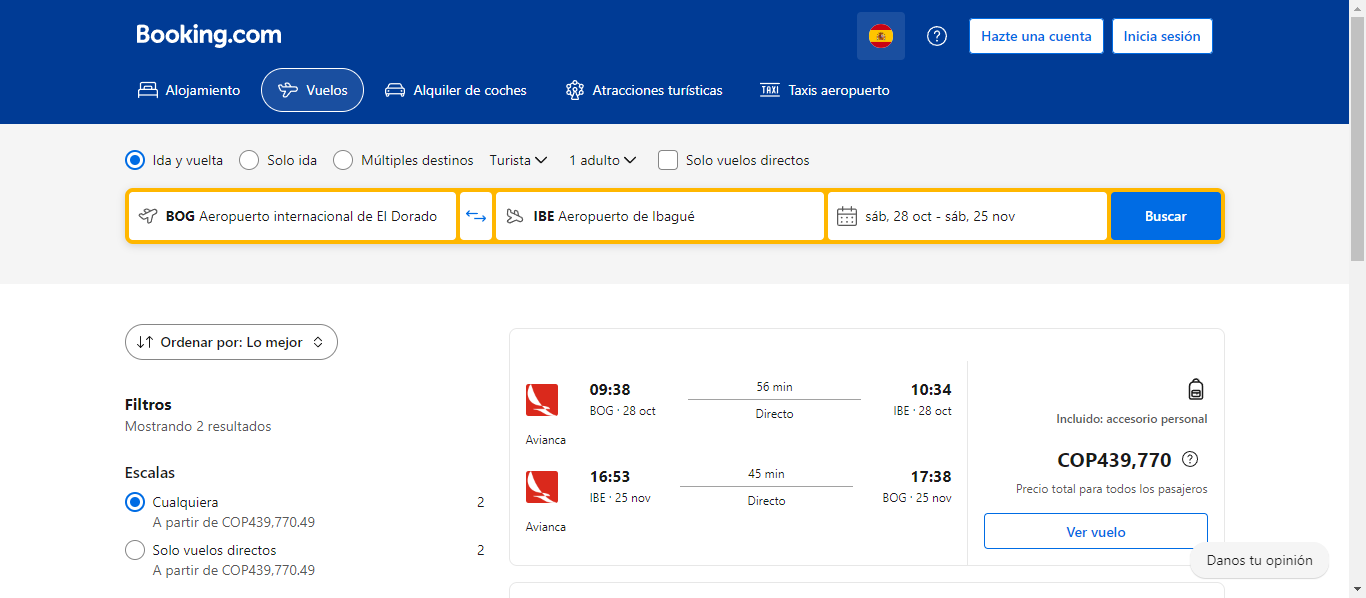 Booking.com
Hazte una cuenta
Inicia sesión
Alojamiento
Vuelos
Alquiler de coches
Atracciones turísticas
TAXI
Taxis aeropuerto
Ida y vuelta
Solo ida
Múltiples destinos
Turista
1 adulto
Solo vuelos directos
BOG Aeropuerto internacional de El Dorado
IBE Aeropuerto de Ibagué
sáb, 28 oct - sáb, 25 nov
Buscar
Ordenar por: Lo mejor
Filtros
Mostrando 2 resultados
Escalas
Cualquiera 2
A partir de COP439,770.49
Solo vuelos directos 2
A partir de COP439,770.49
09:38
BOG · 28 oct
56 min
Directo
10:34
IBE · 28 oct
Avianca
16:53
IBE · 25 nov
45 min
Directo
17:38
BOG · 25 nov
Avianca
Incluido: accesorio personal
COP439,770
Precio total para todos los pasajeros
Ver vuelo
Danos tu opinión